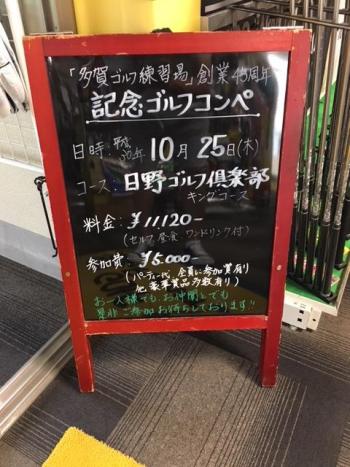 「多賀ゴルフ練習場」創業45周年
記念ゴルフコンペ
日時:平成30年 10月25日(木)
コース:日野ゴルフ倶楽部
キングコース
料金:¥11120-
(セルフ、昼食・ワンドリンク付)
参加費:¥5.000-
(パーティー代、全員に参加賞有り
他豪華賞品多数有り)
お一人様でも、お仲間とでも
是非ご参加お待ちしております!!